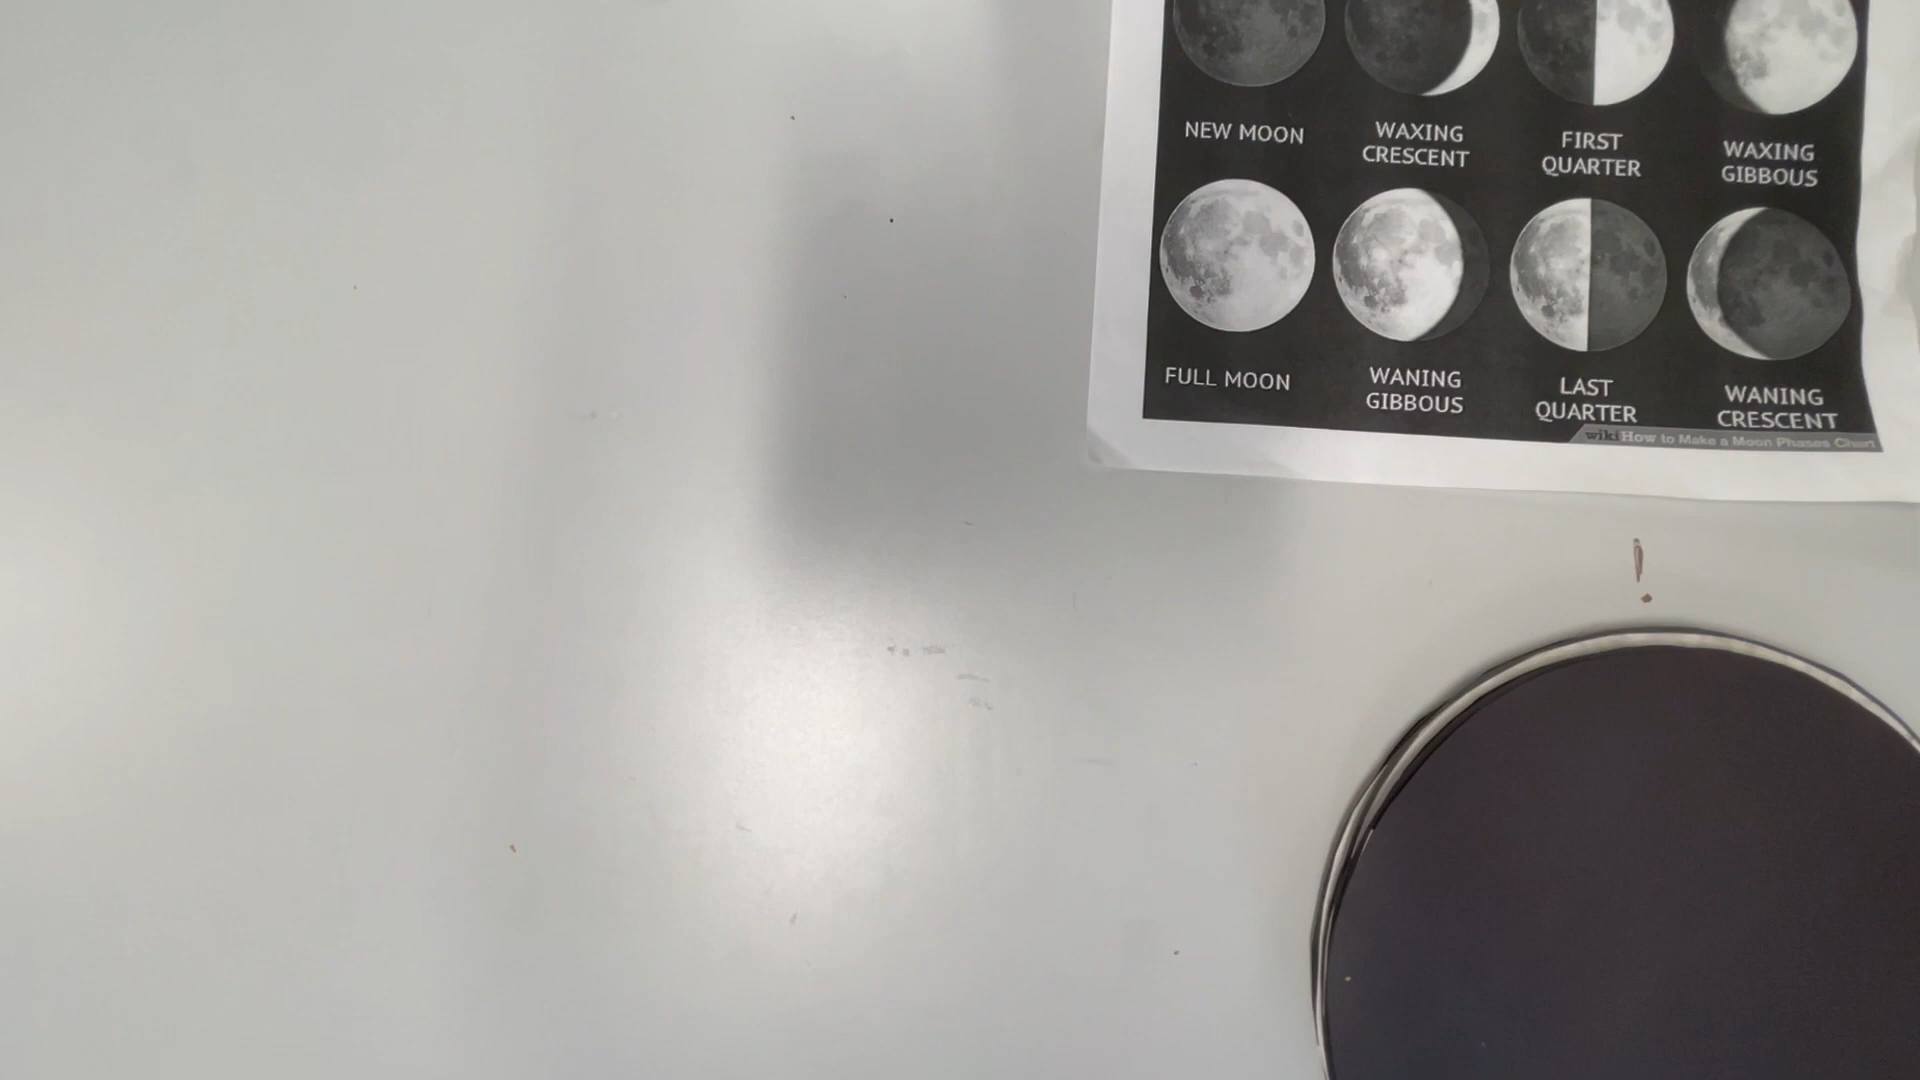 NEW MOON
WAXING
CRESCENT
FIRST
QUARTER
WAXING
GIBBOUS
FULL MOON
WANING
GIBBOUS
LAST
QUARTER
WANING
CRESCENT
wikiHow to Make a Moon Phases Chart